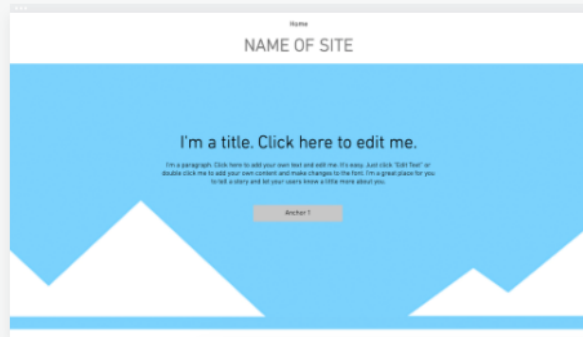 Home
NAME OF SITE
I'm a title. Click here to edit me.
I'm a paragraph. Click here to add your own text and edit me. It's easy. Just click "Edit Text" or
double click me to add your own content and make changes to the font. I'm a great place for you
to tell a story and let your users know a little more about you.
Anchor 1